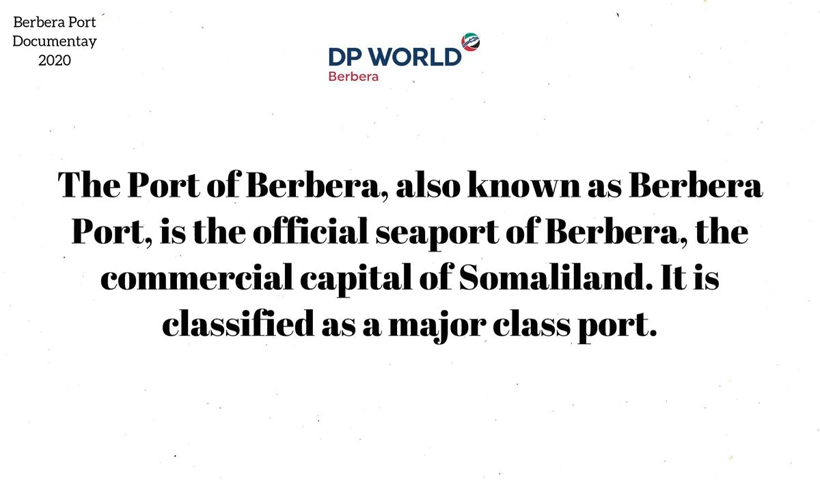 Berbera Port
Documentay
2020
DP WORLD
Berbera
The Port of Berbera, also known as Berbera
Port, is the official seaport of Berbera, the
commercial capital of Somaliland. It is
classified as a major class port.